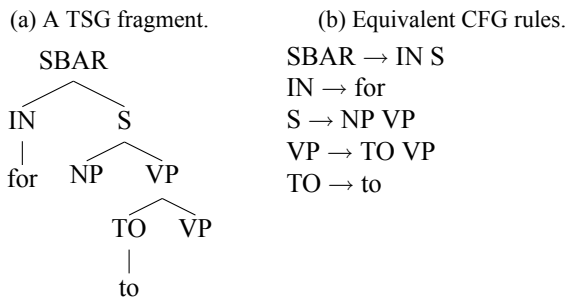 (a) A TSG fragment.
SBAR
IN S
for NP VP
TO VP
to
(b) Equivalent CFG rules.
SBAR → IN S
IN → for
S → NP VP
VP → TO VP
TO → to